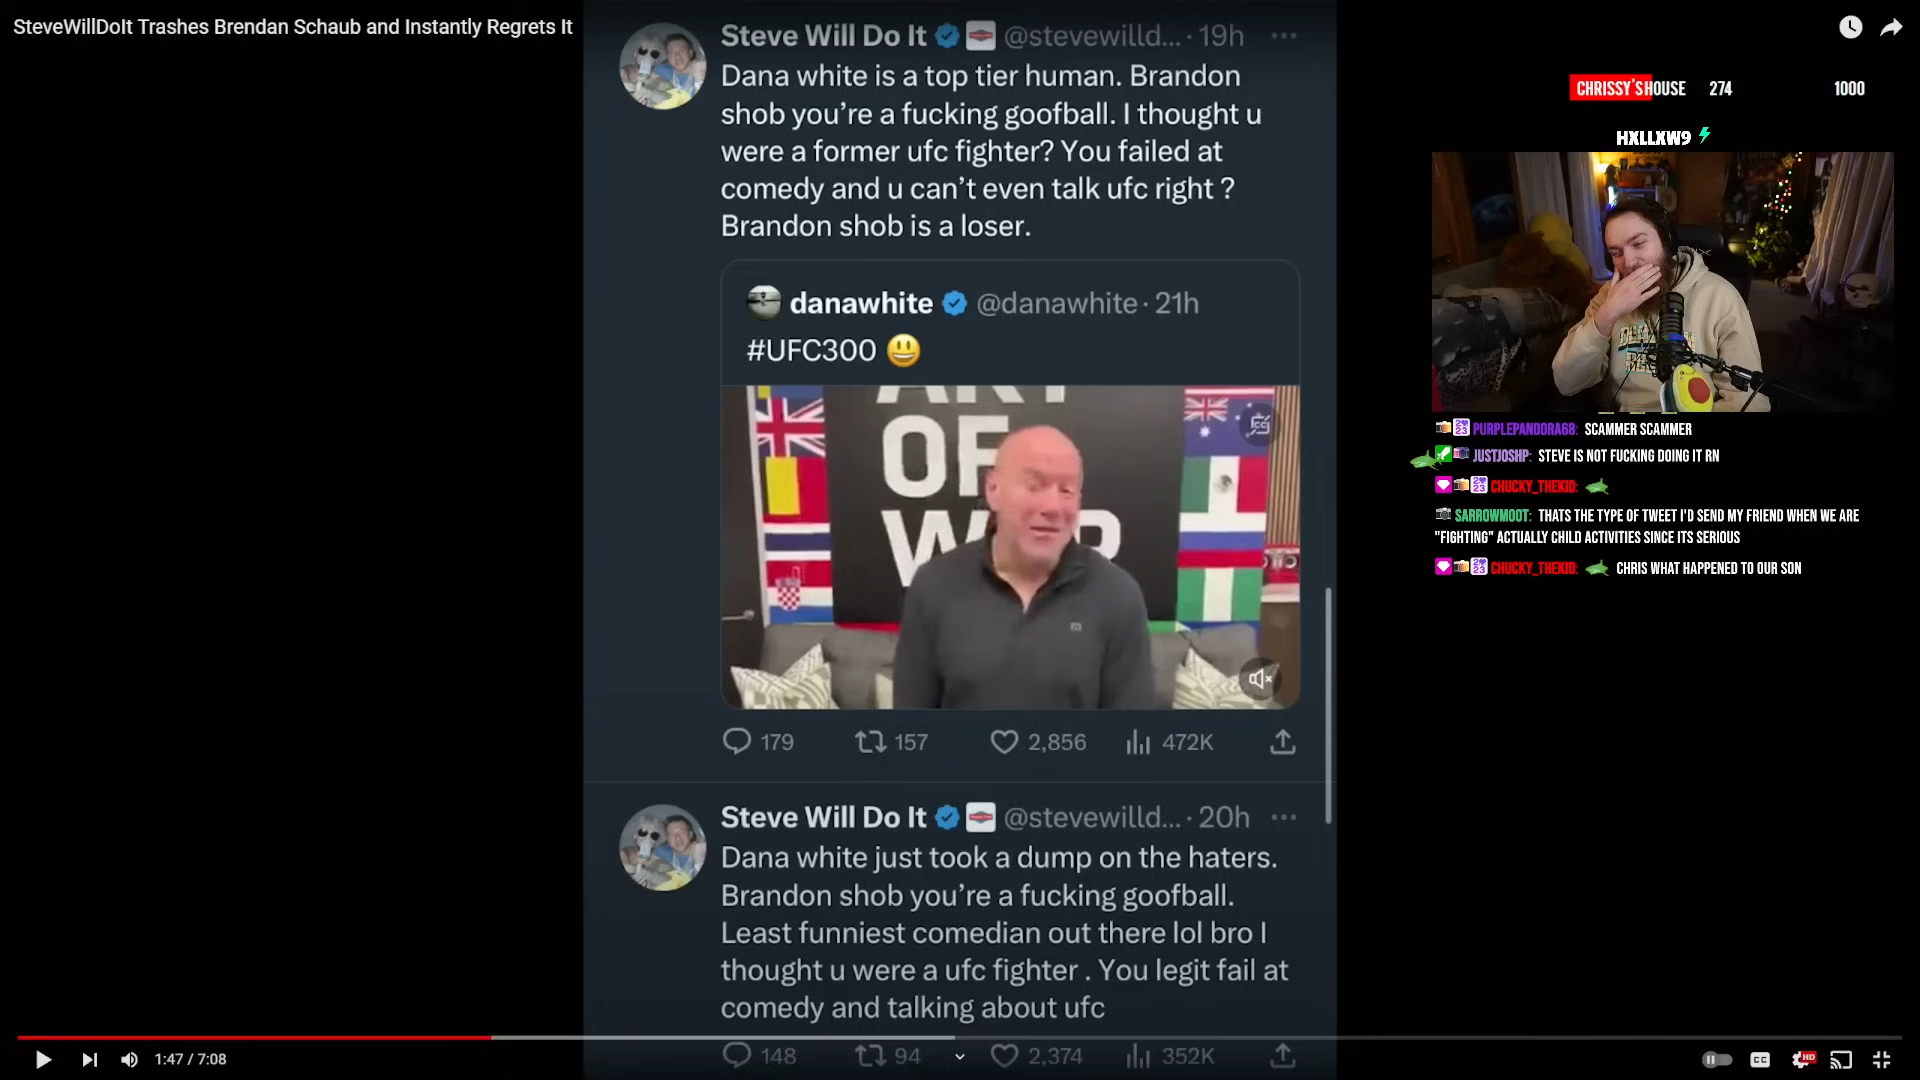 SteveWillDoIt Trashes Brendan Schaub and Instantly Regrets It
Steve Will Do It @stevewilld... · 19h
Dana white is a top tier human. Brandon
shob you're a fucking goofball. I thought u
were a former ufc fighter? You failed at
comedy and u can't even talk ufc right ?
Brandon shob is a loser.
danawhite @danawhite · 21h
#UFC300 😃
ART
OF
WAR
179 157 2,856 472K
Steve Will Do It @stevewilld... · 20h
Dana white just took a dump on the haters.
Brandon shob you're a fucking goofball.
Least funniest comedian out there lol bro I
thought u were a ufc fighter . You legit fail at
comedy and talking about ufc
148 94 2,374 352K
1:47 / 7:08
CC
HD
CHRISSY'SHOUSE 274 1000
HXLLXW9
PURPLEPANDORA68: SCAMMER SCAMMER
JUSTJOSHP: STEVE IS NOT FUCKING DOING IT RN
CHUCKY_THEKID:
SARROWMOOT: THATS THE TYPE OF TWEET I'D SEND MY FRIEND WHEN WE ARE
"FIGHTING" ACTUALLY CHILD ACTIVITIES SINCE ITS SERIOUS
CHUCKY_THEKID: CHRIS WHAT HAPPENED TO OUR SON